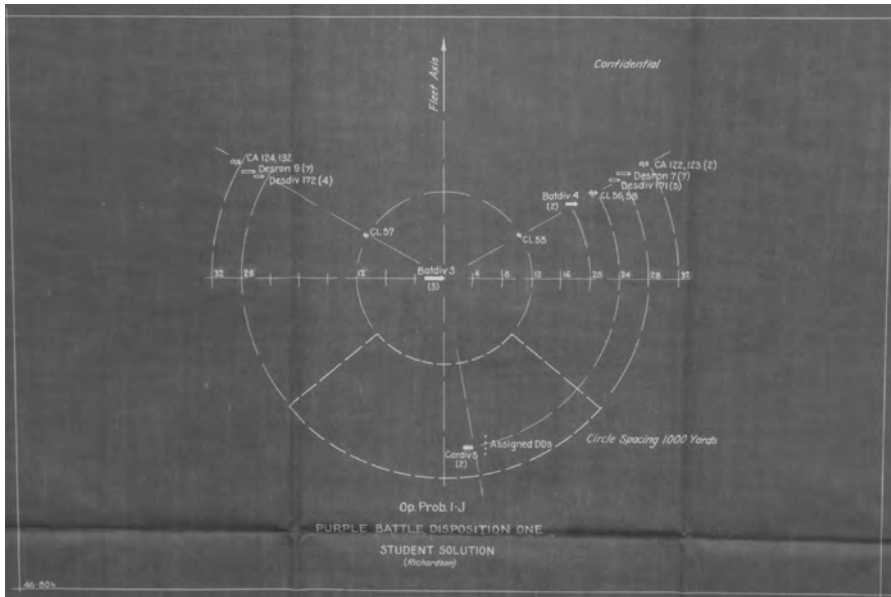 Confidential
Fleet Axis
CA 124, 132
Desron 9 (7)
Desdiv 172 (4)
CA 122, 123 (2)
Desron 7 (7)
Desdiv 171 (5)
CL 56, 58
Batdiv 4
(2)
CL 57
CL 55
Batdiv 3
(3)
32 28 12 4 8 12 16 20 24 28 32
Cardiv 5
(2)
Assigned DDs
Circle Spacing 1000 Yards
Op. Prob. I-J
PURPLE BATTLE DISPOSITION ONE
STUDENT SOLUTION
(Richardson)
46-80h